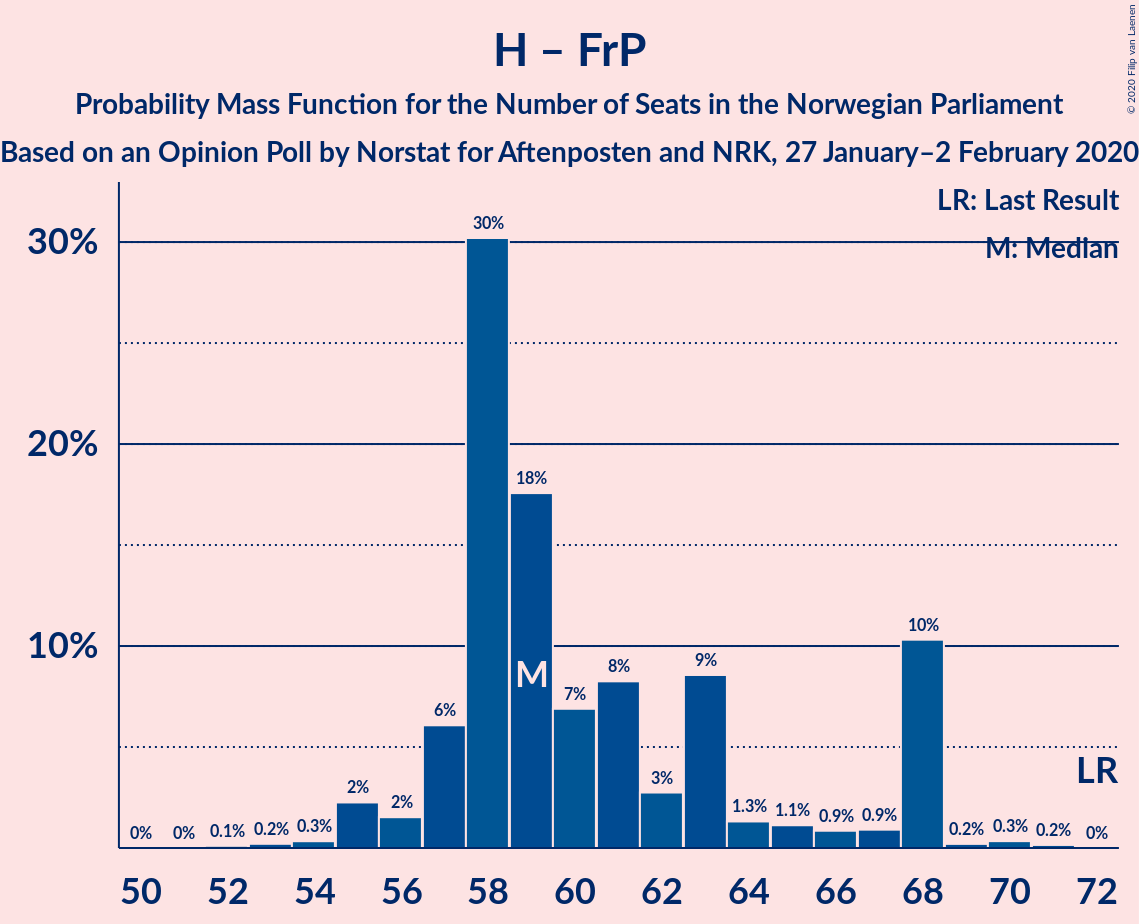 H – FrP
Probability Mass Function for the Number of Seats in the Norwegian Parliament
Based on an Opinion Poll by Norstat for Aftenposten and NRK, 27 January–2 February 2020
© 2020 Filip van Laenen
LR: Last Result
M: Median
30%
20%
10%
0% 0% 0.1% 0.2% 0.3% 2% 2% 6% 30% 18% 7% 8% 3% 9% 1.3% 1.1% 0.9% 0.9% 10% 0.2% 0.3% 0.2% 0%
M
LR
50 52 54 56 58 60 62 64 66 68 70 72